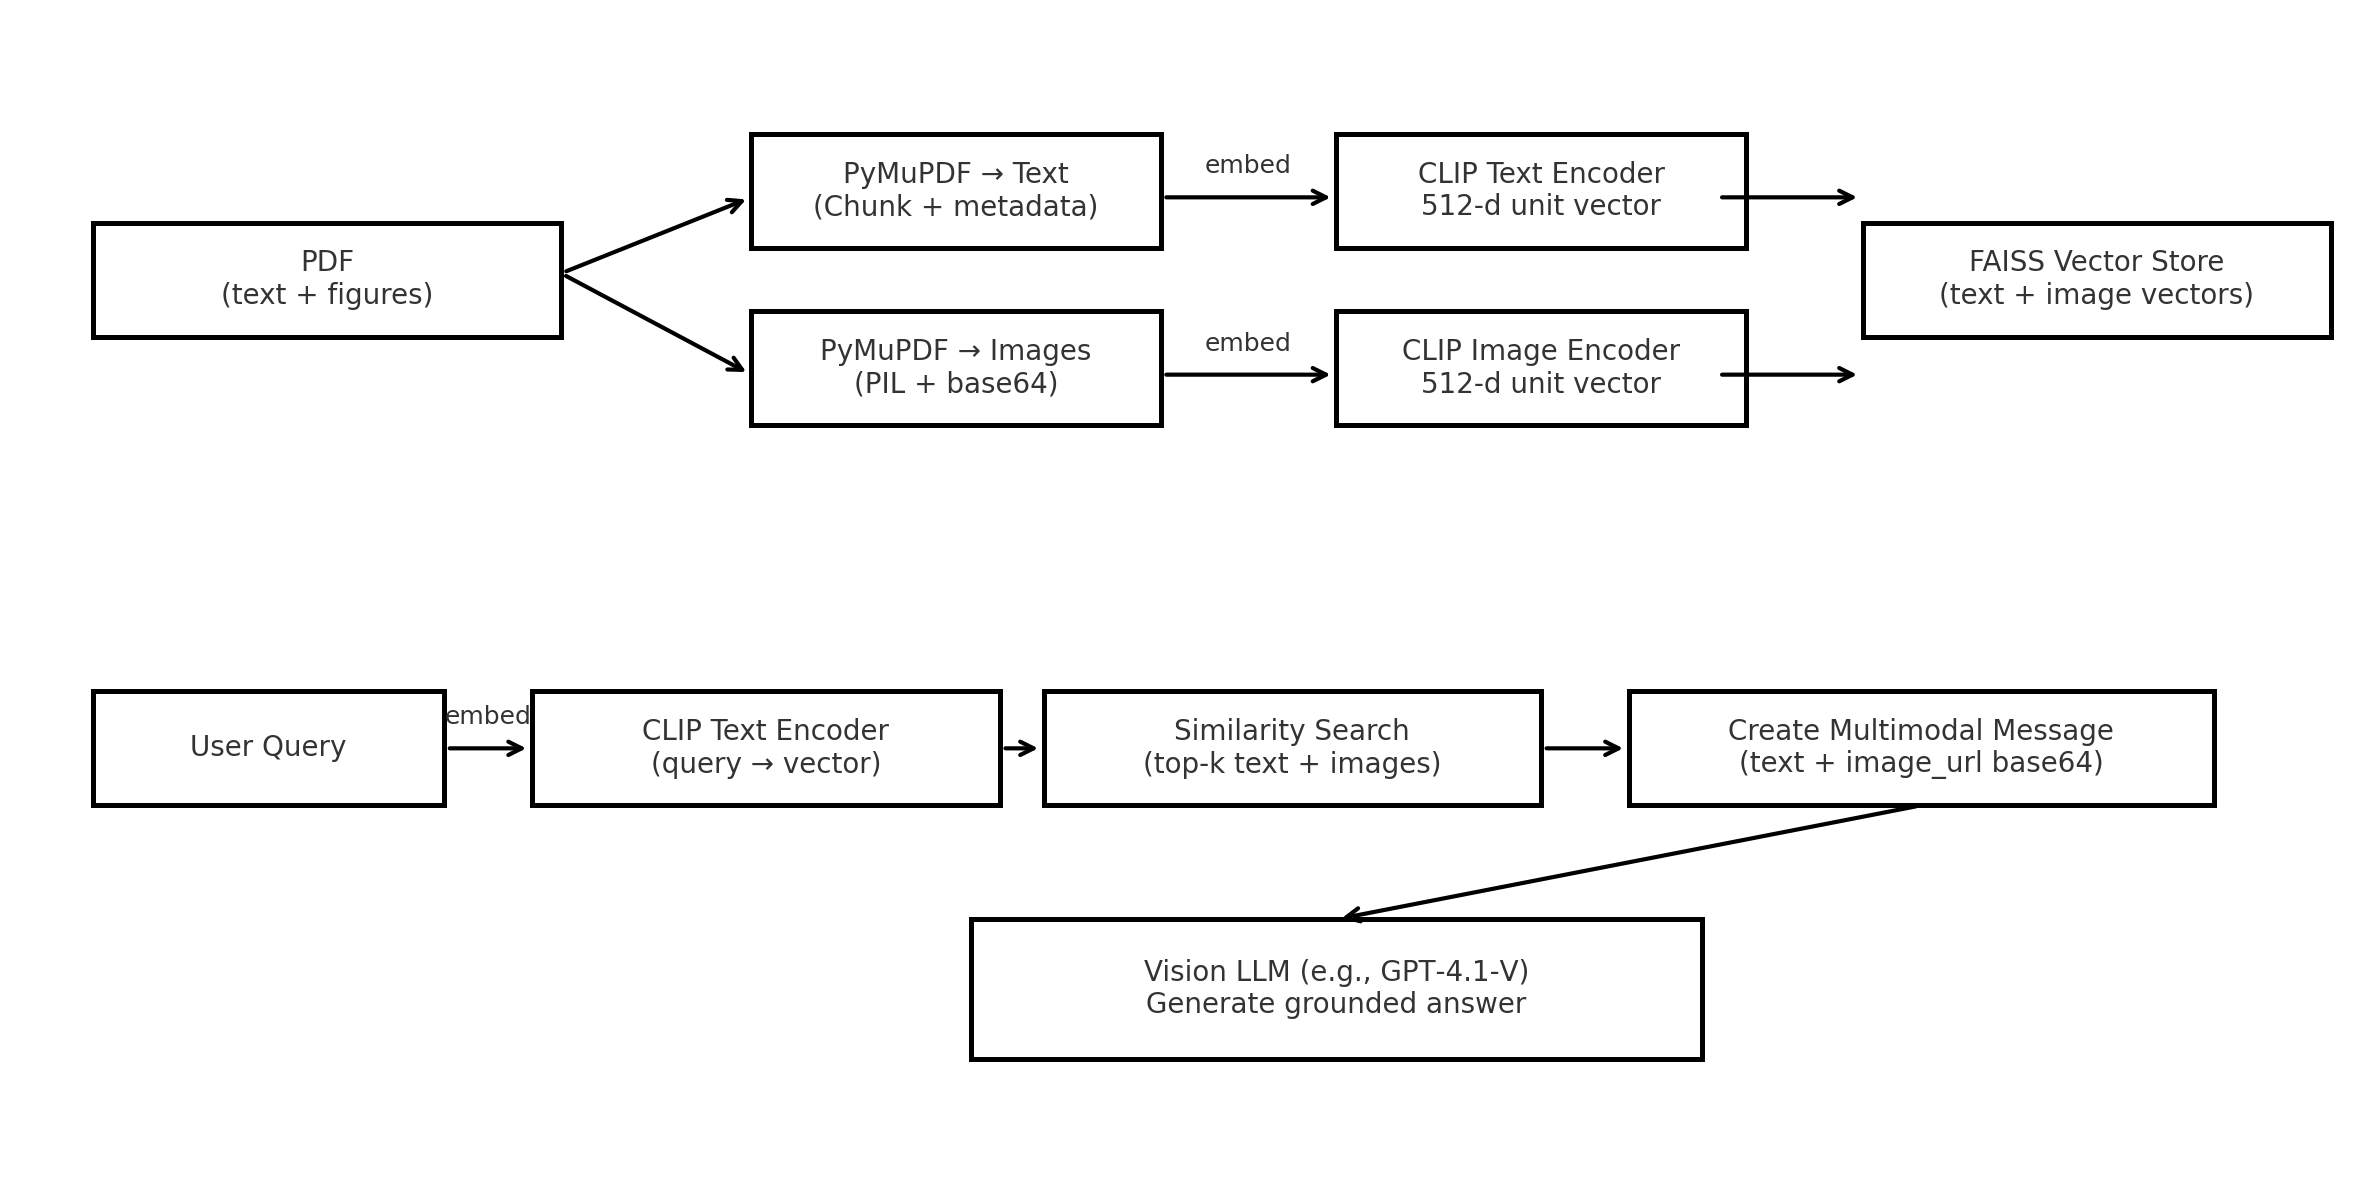 PDF
(text + figures)
PyMuPDF → Text
(Chunk + metadata)
embed
CLIP Text Encoder
512-d unit vector
PyMuPDF → Images
(PIL + base64)
embed
CLIP Image Encoder
512-d unit vector
FAISS Vector Store
(text + image vectors)
User Query
embed
CLIP Text Encoder
(query → vector)
Similarity Search
(top-k text + images)
Create Multimodal Message
(text + image_url base64)
Vision LLM (e.g., GPT-4.1-V)
Generate grounded answer